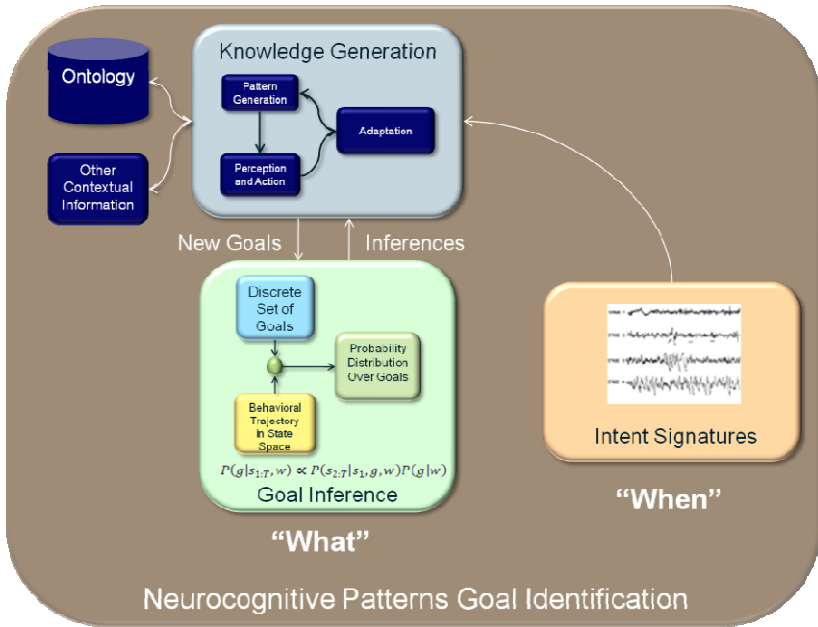 Ontology
Other
Contextual
Information
Knowledge Generation
Pattern
Generation
Adaptation
Perception
and Action
New Goals
Inferences
Discrete
Set of
Goals
Probability
Distribution
Over Goals
Behavioral
Trajectory
In State
Space
P(g|s₁:T, w) ∝ P(s₂:T|s₁, g, w)P(g|w)
Goal Inference
“What”
Intent Signatures
“When”
Neurocognitive Patterns Goal Identification